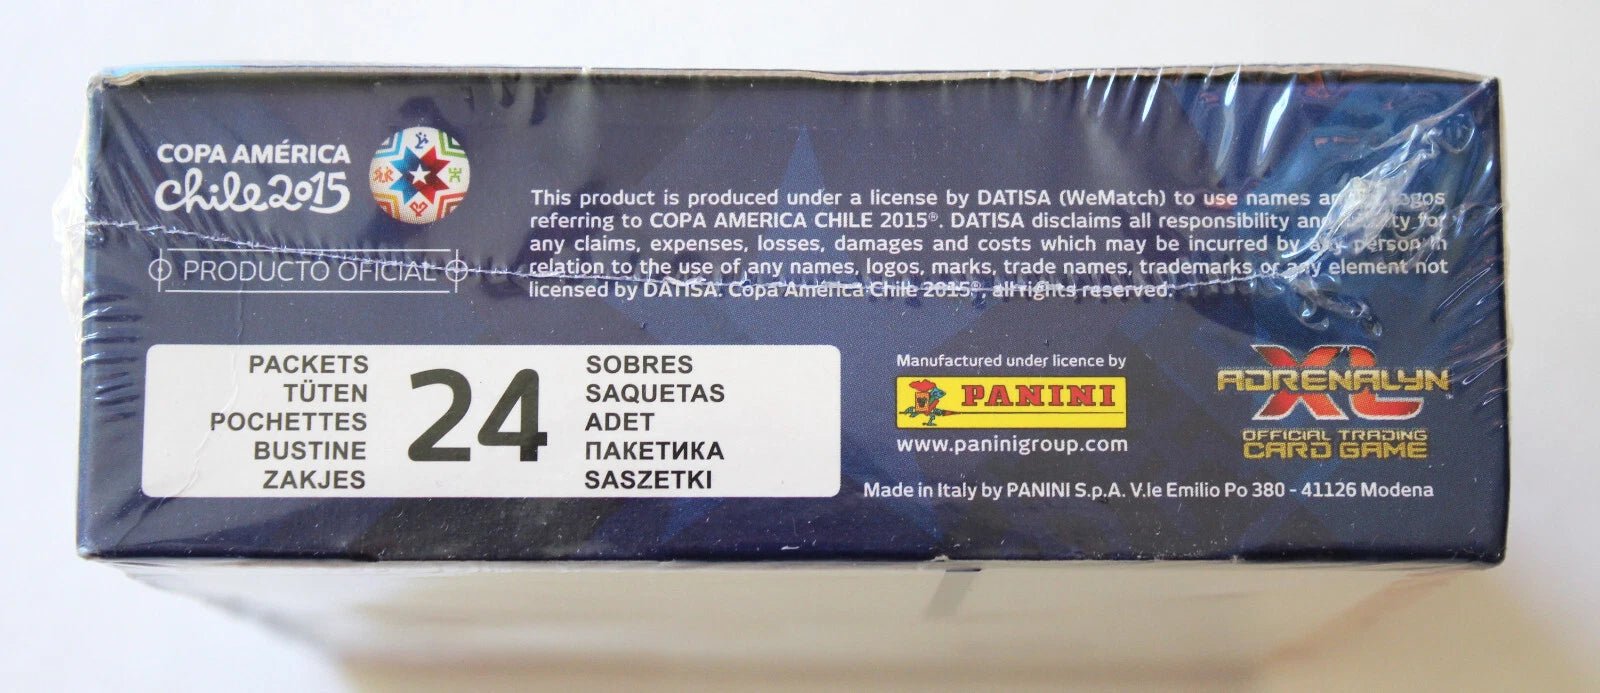 COPA AMÉRICA
Chile 2015
PRODUCTO OFICIAL
This product is produced under a license by DATISA (WeMatch) to use names logos
referring to COPA AMERICA CHILE 2015®. DATISA disclaims all responsibility for
any claims, expenses, losses, damages and costs which may be incurred by any person in
relation to the use of any names, logos, marks, trade names, trademarks or any element not
licensed by DATISA. Copa América Chile 2015®, all rights reserved.
PACKETS
TÜTEN
POCHETTES
BUSTINE
ZAKJES
24
SOBRES
SAQUETAS
ADET
ПАКЕТИКА
SASZETKI
Manufactured under licence by
PANINI
www.paninigroup.com
ADRENALYN
XL
OFFICIAL TRADING
CARD GAME
Made in Italy by PANINI S.p.A. V.le Emilio Po 380 - 41126 Modena